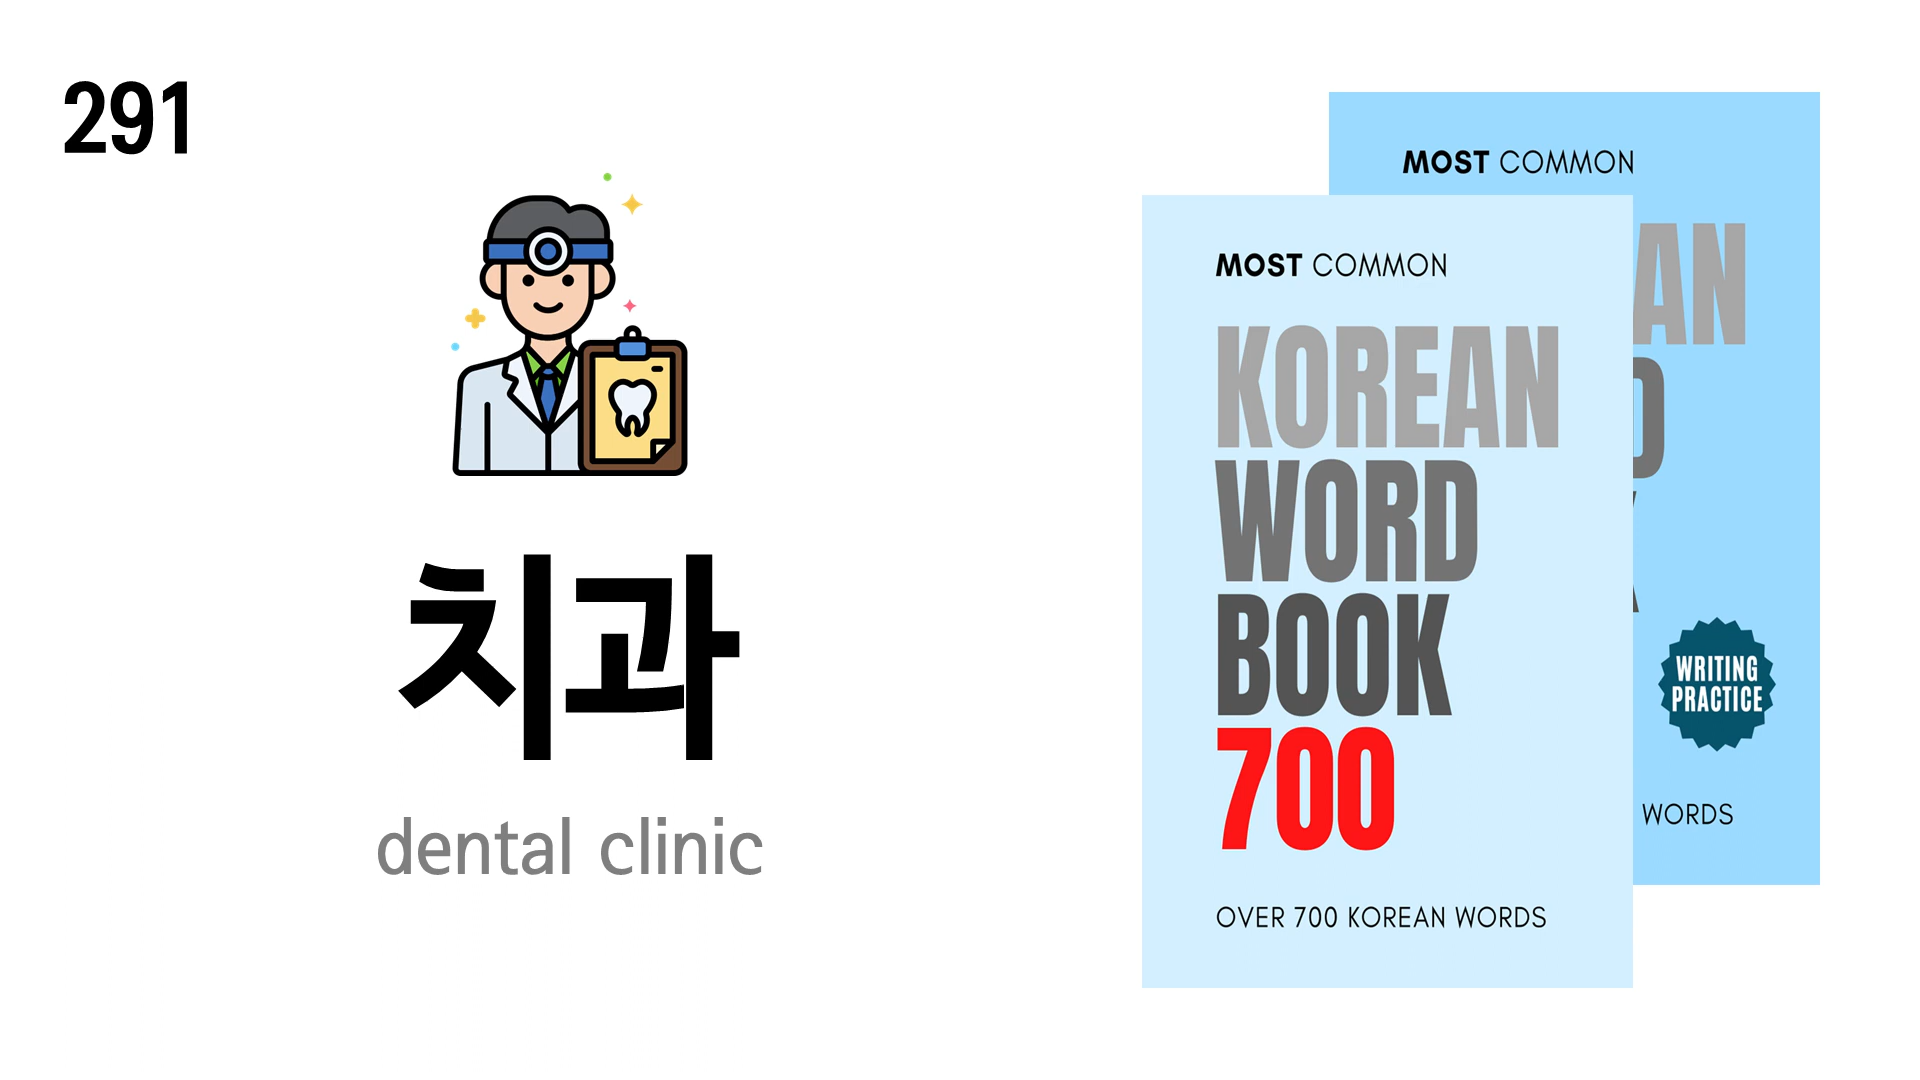 291
치과
dental clinic
MOST COMMON
KOREAN
WORD
BOOK
700
OVER 700 KOREAN WORDS
MOST COMMON
AN
WRITING
PRACTICE
WORDS